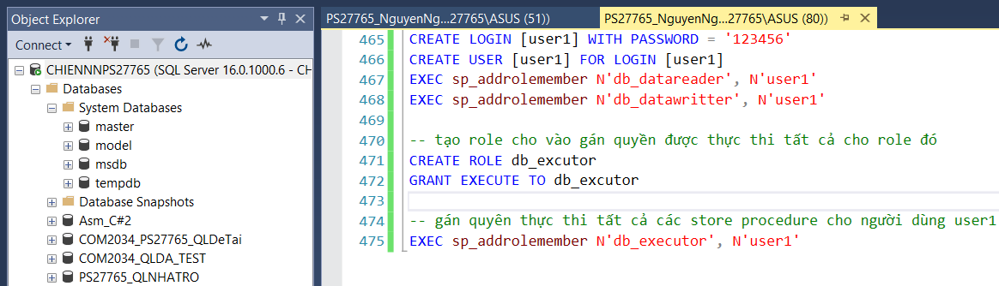 Object Explorer
Connect
CHIENNNPS27765 (SQL Server 16.0.1000.6 - CH
Databases
System Databases
master
model
msdb
tempdb
Database Snapshots
Asm_C#2
COM2034_PS27765_QLDeTai
COM2034_QLDA_TEST
PS27765_QLNHATRO
PS27765_NguyenNg...27765\ASUS (51))
PS27765_NguyenNg...27765\ASUS (80))
465 CREATE LOGIN [user1] WITH PASSWORD = '123456'
466 CREATE USER [user1] FOR LOGIN [user1]
467 EXEC sp_addrolemember N'db_datareader', N'user1'
468 EXEC sp_addrolemember N'db_datawritter', N'user1'
469
470 -- tạo role cho vào gán quyền được thực thi tất cả cho role đó
471 CREATE ROLE db_excutor
472 GRANT EXECUTE TO db_excutor
473
474 -- gán quyên thực thi tất cả các store procedure cho người dùng user1
475 EXEC sp_addrolemember N'db_executor', N'user1'